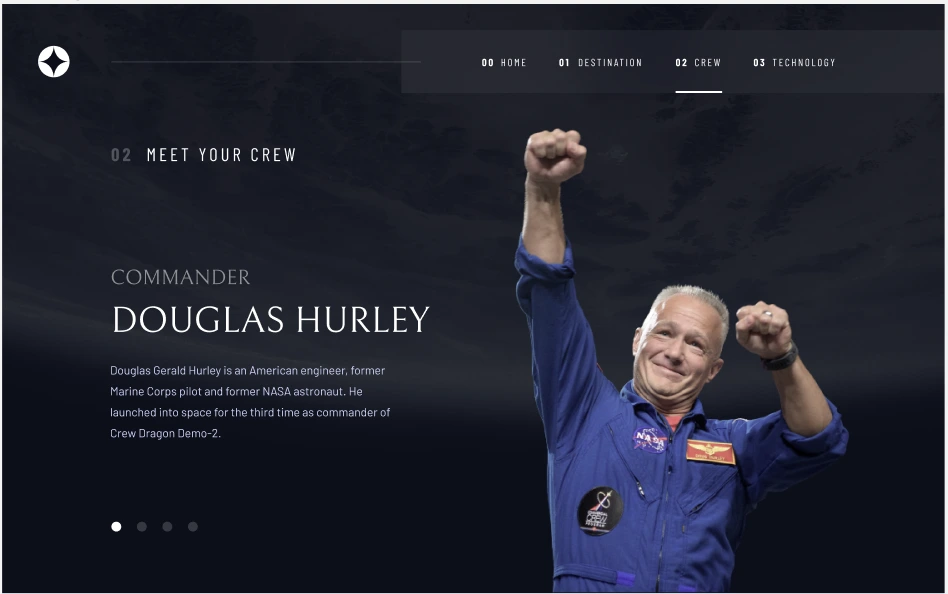 00 HOME
01 DESTINATION
02 CREW
03 TECHNOLOGY
02 MEET YOUR CREW
COMMANDER
DOUGLAS HURLEY
Douglas Gerald Hurley is an American engineer, former
Marine Corps pilot and former NASA astronaut. He
launched into space for the third time as commander of
Crew Dragon Demo-2.
NASA
CREW